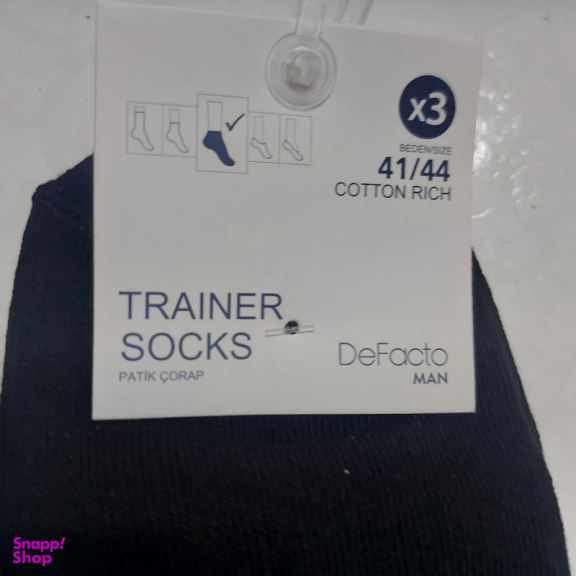 x3
BEDEN/SIZE
41/44
COTTON RICH
TRAINER
SOCKS
PATİK ÇORAP
DeFacto
MAN
Snapp!
Shop